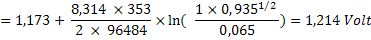 = 1,173 + 8,314 × 353 / 2 × 96484 × ln( 1 × 0,935^1/2 / 0,065 ) = 1,214 Volt